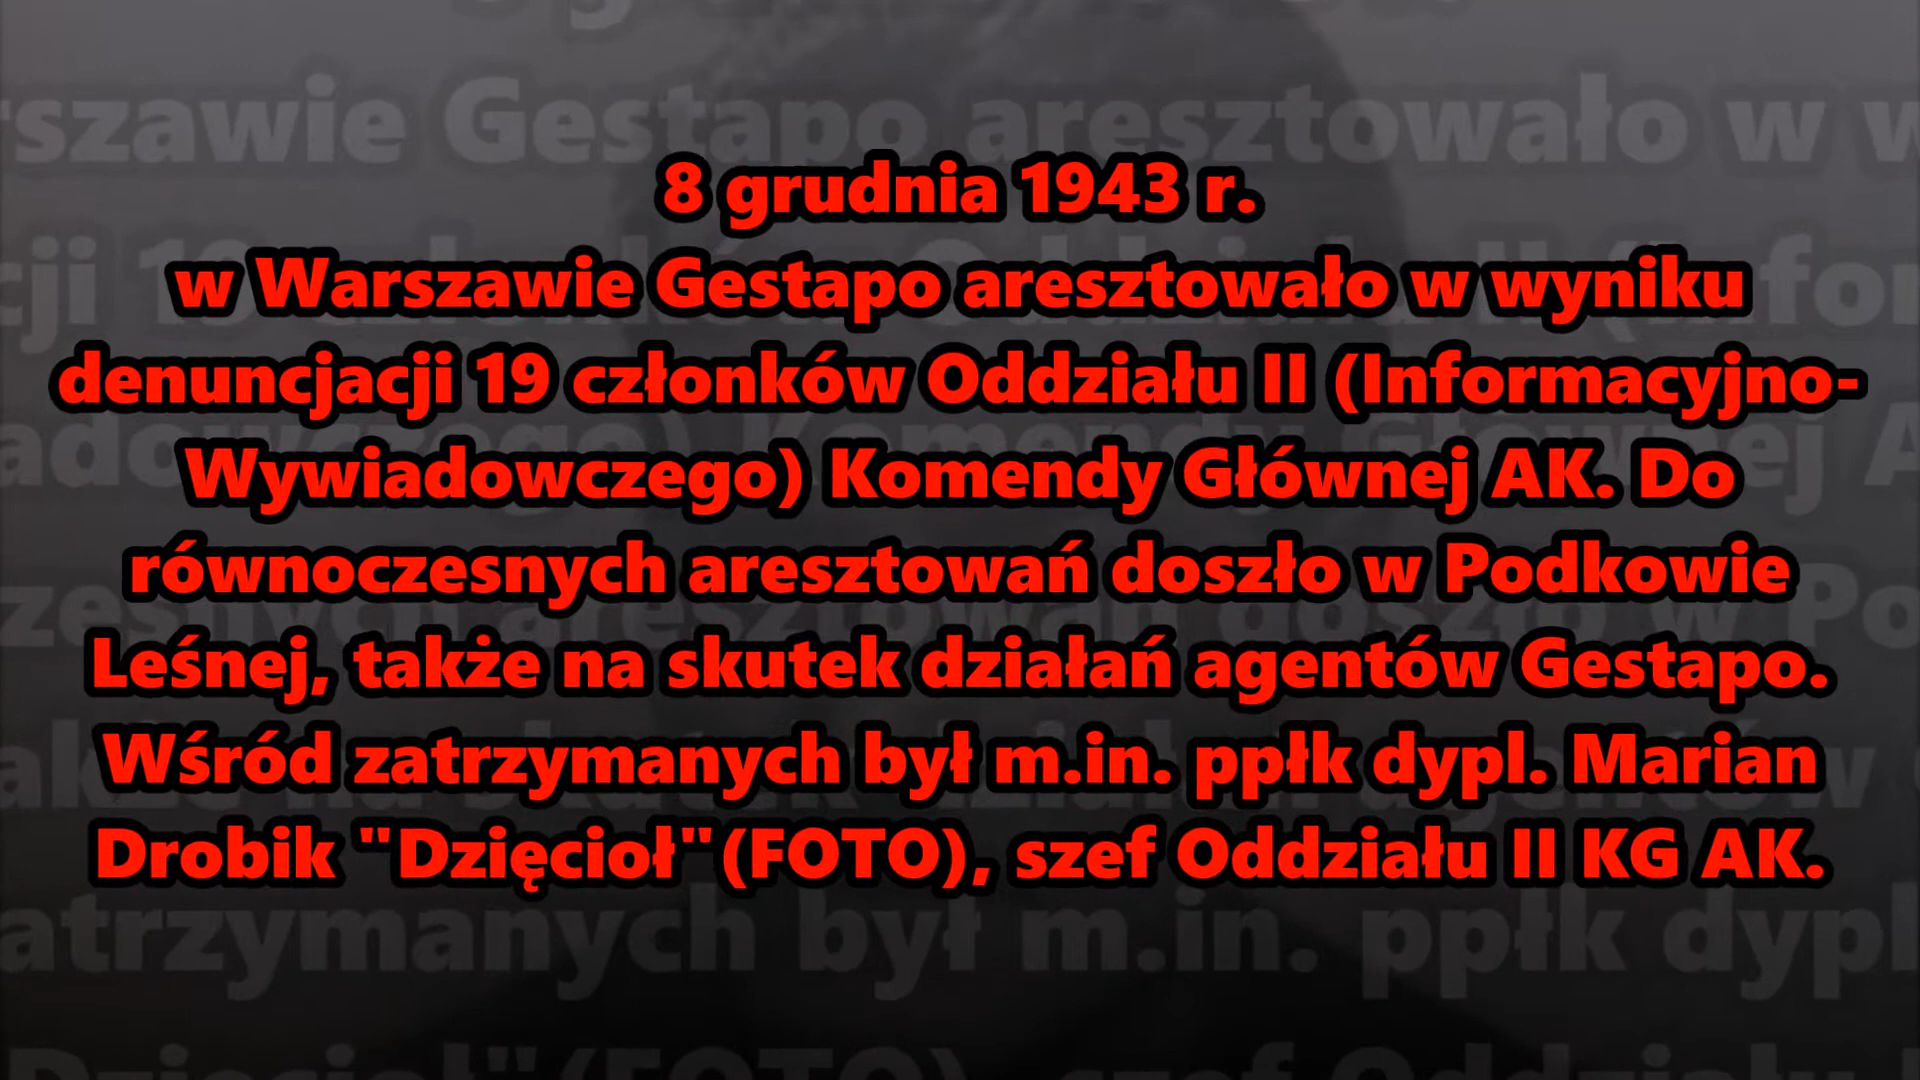 8 grudnia 1943 r.
w Warszawie Gestapo aresztowało w wyniku
denuncjacji 19 członków Oddziału II (Informacyjno-
Wywiadowczego) Komendy Głównej AK. Do
równoczesnych aresztowań doszło w Podkowie
Leśnej, także na skutek działań agentów Gestapo.
Wśród zatrzymanych był m.in. ppłk dypl. Marian
Drobik "Dzięcioł"(FOTO), szef Oddziału II KG AK.